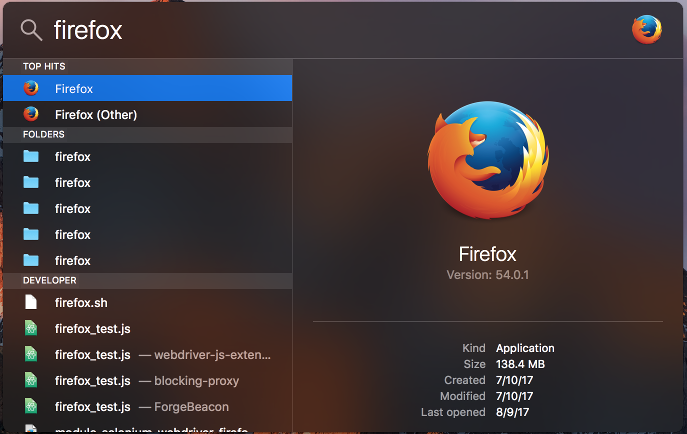 firefox
TOP HITS
Firefox
Firefox (Other)
FOLDERS
firefox
firefox
firefox
firefox
firefox
DEVELOPER
firefox.sh
firefox_test.js
firefox_test.js — webdriver-js-exten...
firefox_test.js — blocking-proxy
firefox_test.js — ForgeBeacon
Firefox
Version: 54.0.1
Kind Application
Size 138.4 MB
Created 7/10/17
Modified 7/10/17
Last opened 8/9/17